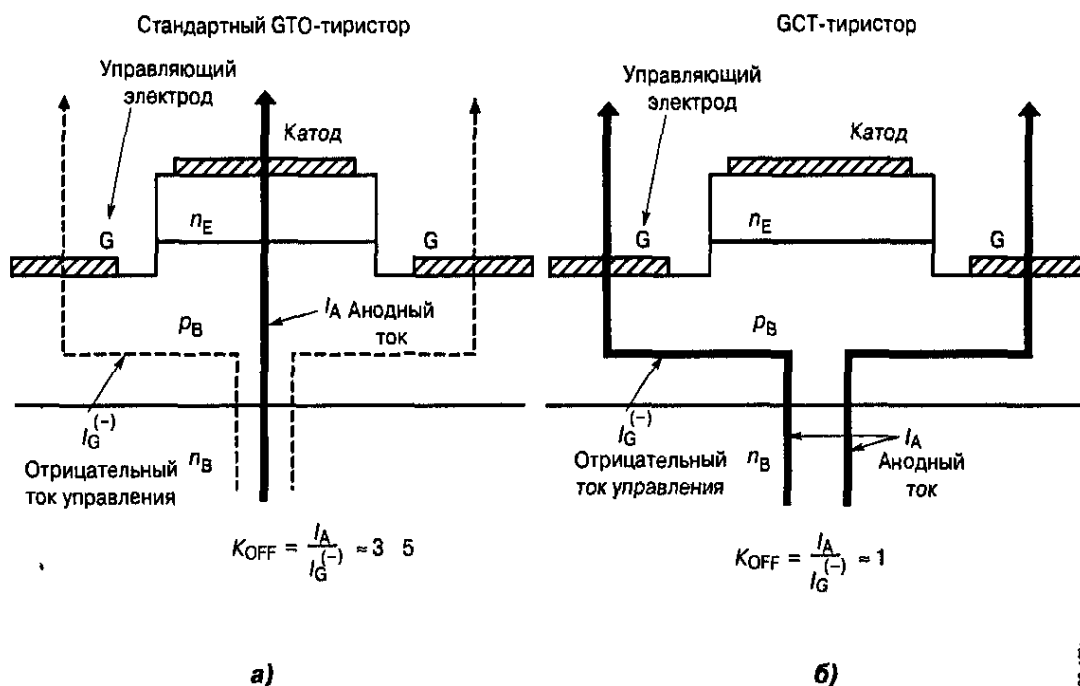 Стандартный GTO-тиристор
Управляющий
электрод
Катод
n_E
G
G
I_A Анодный
ток
p_B
I_G^(−)
Отрицательный
ток управления
n_B
K_OFF = I_A / I_G^(−) ≈ 3 5
а)
GCT-тиристор
Управляющий
электрод
Катод
n_E
G
G
p_B
I_G^(−)
Отрицательный
ток управления
n_B
I_A
Анодный
ток
K_OFF = I_A / I_G^(−) ≈ 1
б)